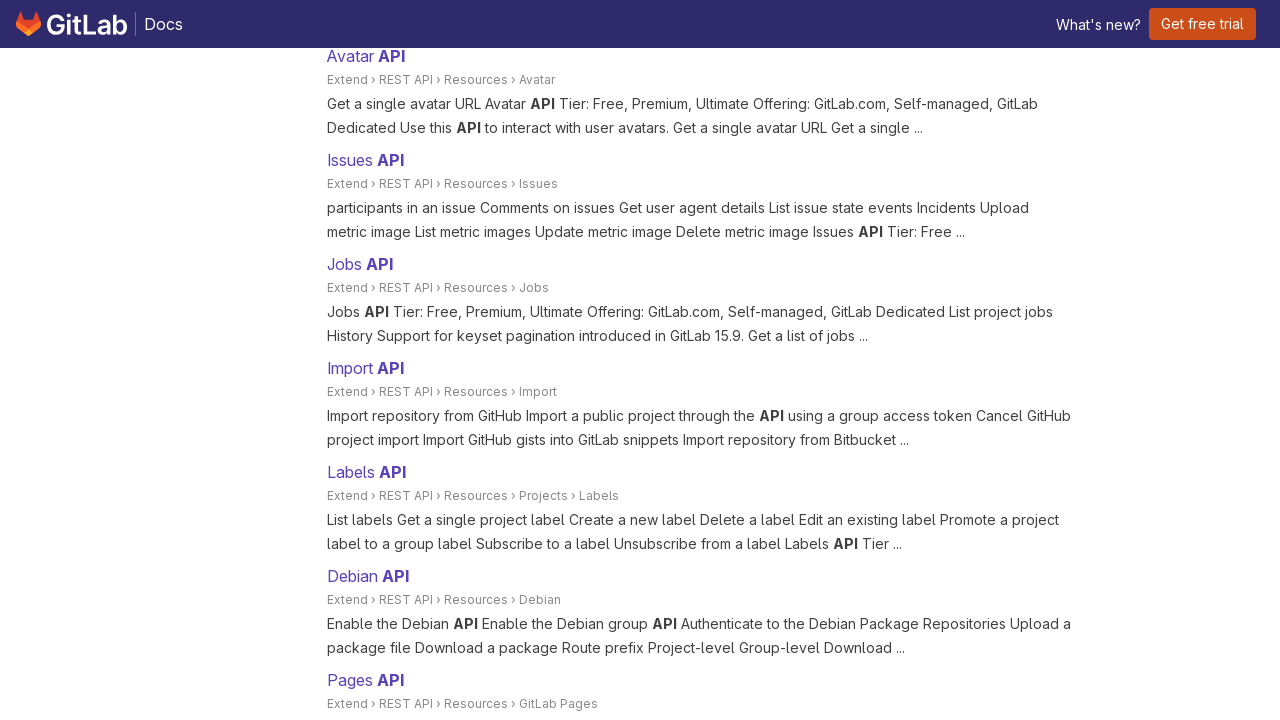 GitLab Docs What's new? Get free trial
Avatar API
Extend › REST API › Resources › Avatar
Get a single avatar URL Avatar API Tier: Free, Premium, Ultimate Offering: GitLab.com, Self-managed, GitLab
Dedicated Use this API to interact with user avatars. Get a single avatar URL Get a single ...
Issues API
Extend › REST API › Resources › Issues
participants in an issue Comments on issues Get user agent details List issue state events Incidents Upload
metric image List metric images Update metric image Delete metric image Issues API Tier: Free ...
Jobs API
Extend › REST API › Resources › Jobs
Jobs API Tier: Free, Premium, Ultimate Offering: GitLab.com, Self-managed, GitLab Dedicated List project jobs
History Support for keyset pagination introduced in GitLab 15.9. Get a list of jobs ...
Import API
Extend › REST API › Resources › Import
Import repository from GitHub Import a public project through the API using a group access token Cancel GitHub
project import Import GitHub gists into GitLab snippets Import repository from Bitbucket ...
Labels API
Extend › REST API › Resources › Projects › Labels
List labels Get a single project label Create a new label Delete a label Edit an existing label Promote a project
label to a group label Subscribe to a label Unsubscribe from a label Labels API Tier ...
Debian API
Extend › REST API › Resources › Debian
Enable the Debian API Enable the Debian group API Authenticate to the Debian Package Repositories Upload a
package file Download a package Route prefix Project-level Group-level Download ...
Pages API
Extend › REST API › Resources › GitLab Pages